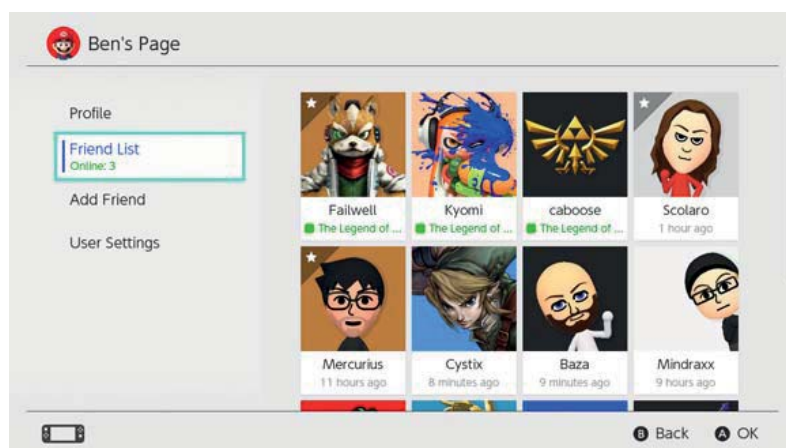 Ben's Page
Profile
Friend List
Online: 3
Add Friend
User Settings
Failwell
The Legend of ...
Kyomi
The Legend of ...
caboose
The Legend of ...
Scolaro
1 hour ago
Mercurius
11 hours ago
Cystix
8 minutes ago
Baza
9 minutes ago
Mindraxx
9 hours ago
B Back A OK